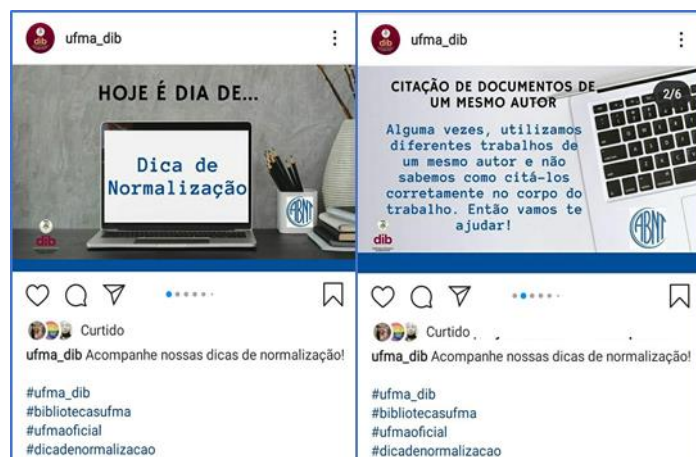 ufma_dib
HOJE É DIA DE...
Dica de
Normalização
ABNT
dib
Curtido
ufma_dib Acompanhe nossas dicas de normalização!
#ufma_dib
#bibliotecasufma
#ufmaoficial
#dicadenormalizacao
ufma_dib
2/6
CITAÇÃO DE DOCUMENTOS DE
UM MESMO AUTOR
Alguma vezes, utilizamos
diferentes trabalhos de
um mesmo autor e não
sabemos como citá-los
corretamente no corpo do
trabalho. Então vamos te
ajudar!
ABNT
dib
Curtido
ufma_dib Acompanhe nossas dicas de normalização!
#ufma_dib
#bibliotecasufma
#ufmaoficial
#dicadenormalizacao